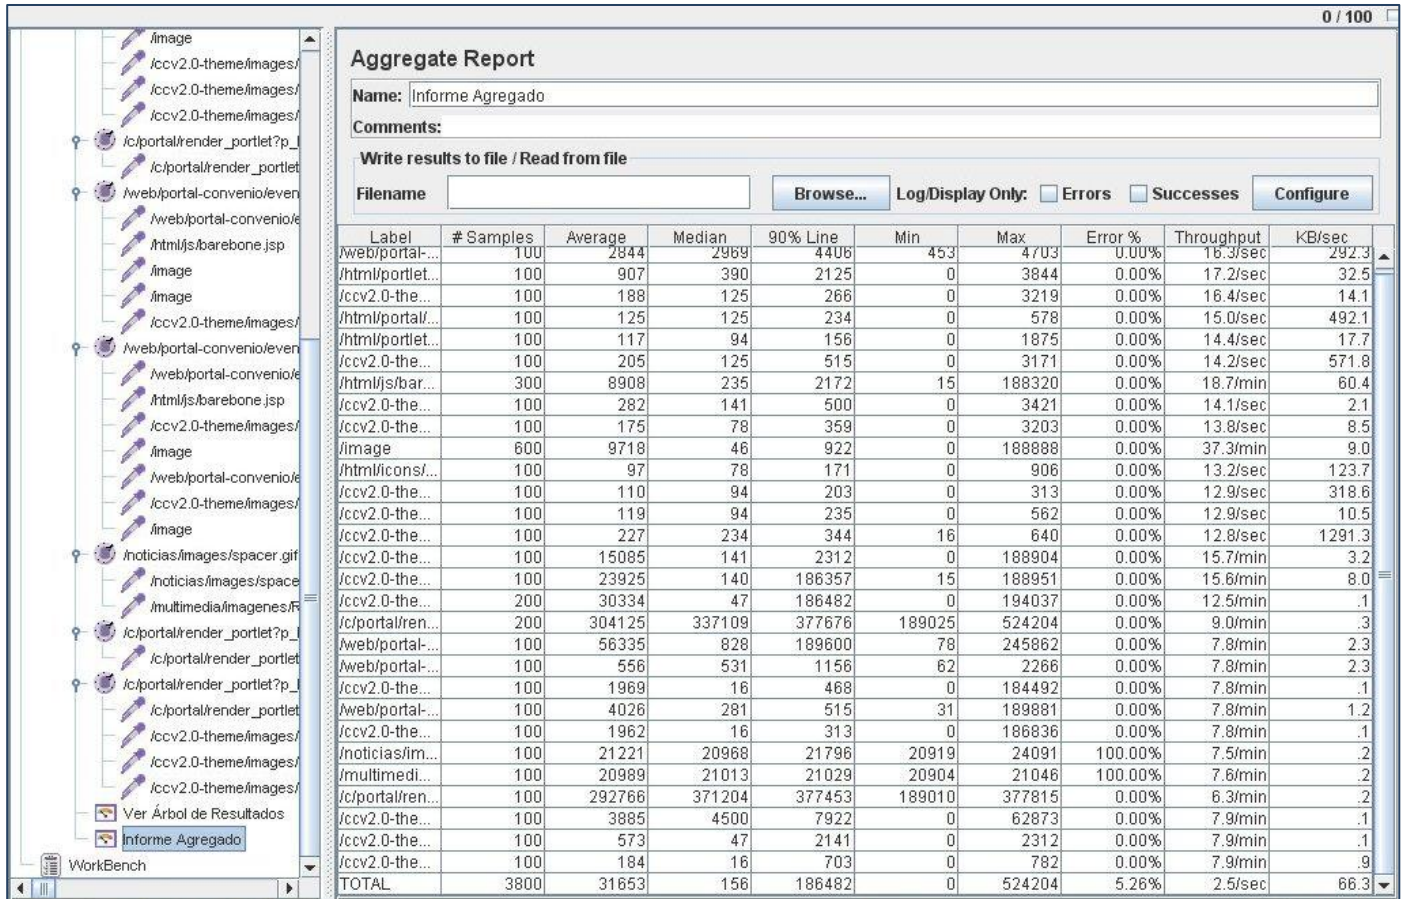 0 / 100
/image
/ccv2.0-theme/images/
/ccv2.0-theme/images/
/ccv2.0-theme/images/
/c/portal/render_portlet?p_l
/c/portal/render_portlet
/web/portal-convenio/even
/web/portal-convenio/e
/html/js/barebone.jsp
/image
/image
/ccv2.0-theme/images/
/web/portal-convenio/even
/web/portal-convenio/e
/html/js/barebone.jsp
/ccv2.0-theme/images/
/image
/web/portal-convenio/e
/ccv2.0-theme/images/
/image
/noticias/images/spacer.gif
/noticias/images/space
/multimedia/imagenes/R
/c/portal/render_portlet?p_l
/c/portal/render_portlet
/c/portal/render_portlet?p_l
/c/portal/render_portlet
/ccv2.0-theme/images/
/ccv2.0-theme/images/
/ccv2.0-theme/images/
Ver Árbol de Resultados
Informe Agregado
WorkBench
Aggregate Report
Name: Informe Agregado
Comments:
Write results to file / Read from file
Filename Browse... Log/Display Only: Errors Successes Configure
Label # Samples Average Median 90% Line Min Max Error % Throughput KB/sec
/web/portal-... 100 2844 2969 4406 453 4703 0.00% 16.3/sec 292.3
/html/portlet... 100 907 390 2125 0 3844 0.00% 17.2/sec 32.5
/ccv2.0-the... 100 188 125 266 0 3219 0.00% 16.4/sec 14.1
/html/portal/... 100 125 125 234 0 578 0.00% 15.0/sec 492.1
/html/portlet... 100 117 94 156 0 1875 0.00% 14.4/sec 17.7
/ccv2.0-the... 100 205 125 515 0 3171 0.00% 14.2/sec 571.8
/html/js/bar... 300 8908 235 2172 15 188320 0.00% 18.7/min 60.4
/ccv2.0-the... 100 282 141 500 0 3421 0.00% 14.1/sec 2.1
/ccv2.0-the... 100 175 78 359 0 3203 0.00% 13.8/sec 8.5
/image 600 9718 46 922 0 188888 0.00% 37.3/min 9.0
/html/icons/... 100 97 78 171 0 906 0.00% 13.2/sec 123.7
/ccv2.0-the... 100 110 94 203 0 313 0.00% 12.9/sec 318.6
/ccv2.0-the... 100 119 94 235 0 562 0.00% 12.9/sec 10.5
/ccv2.0-the... 100 227 234 344 16 640 0.00% 12.8/sec 1291.3
/ccv2.0-the... 100 15085 141 2312 0 188904 0.00% 15.7/min 3.2
/ccv2.0-the... 100 23925 140 186357 15 188951 0.00% 15.6/min 8.0
/ccv2.0-the... 200 30334 47 186482 0 194037 0.00% 12.5/min .1
/c/portal/ren... 200 304125 337109 377676 189025 524204 0.00% 9.0/min .3
/web/portal-... 100 56335 828 189600 78 245862 0.00% 7.8/min 2.3
/web/portal-... 100 556 531 1156 62 2266 0.00% 7.8/min 2.3
/ccv2.0-the... 100 1969 16 468 0 184492 0.00% 7.8/min .1
/web/portal-... 100 4026 281 515 31 189881 0.00% 7.8/min 1.2
/ccv2.0-the... 100 1962 16 313 0 186836 0.00% 7.8/min .1
/noticias/im... 100 21221 20968 21796 20919 24091 100.00% 7.5/min .2
/multimedi... 100 20989 21013 21029 20904 21046 100.00% 7.6/min .2
/c/portal/ren... 100 292766 371204 377453 189010 377815 0.00% 6.3/min .2
/ccv2.0-the... 100 3885 4500 7922 0 62873 0.00% 7.9/min .1
/ccv2.0-the... 100 573 47 2141 0 2312 0.00% 7.9/min .1
/ccv2.0-the... 100 184 16 703 0 782 0.00% 7.9/min .9
TOTAL 3800 31653 156 186482 0 524204 5.26% 2.5/sec 66.3